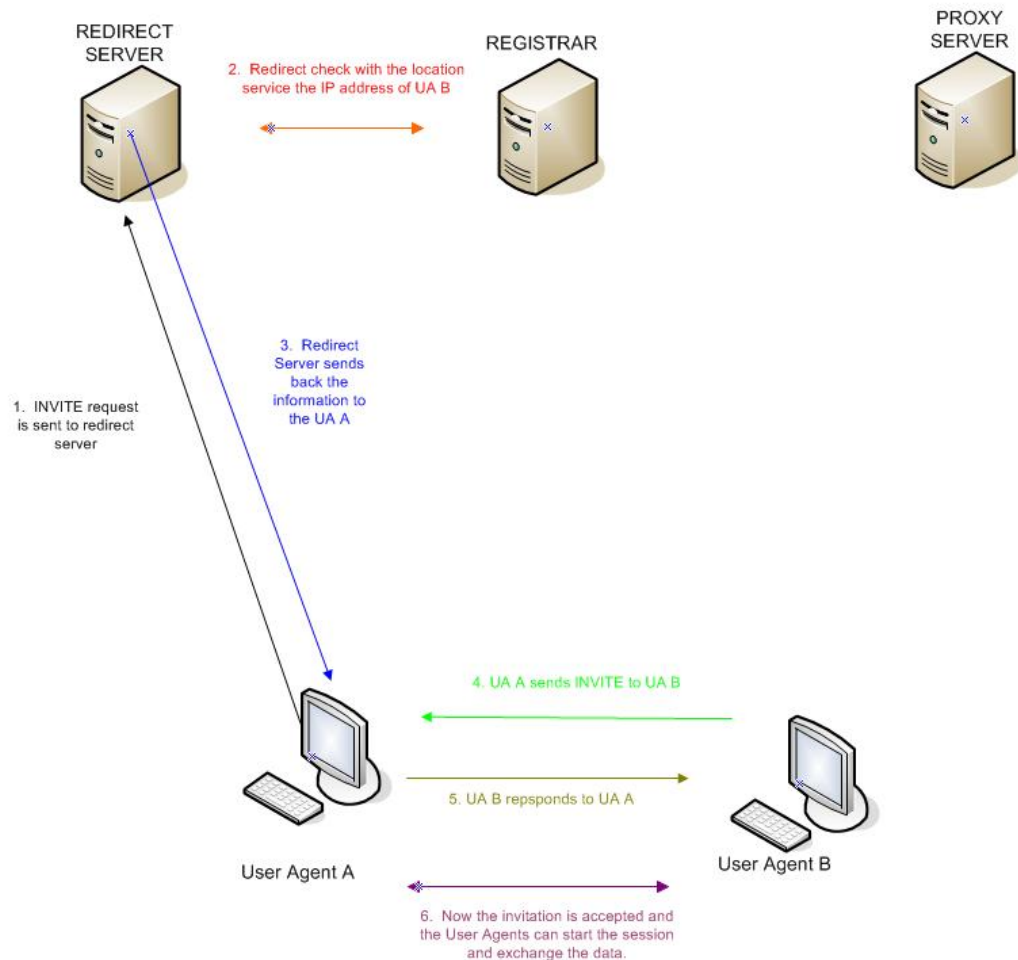 REDIRECT
SERVER
REGISTRAR
PROXY
SERVER
2. Redirect check with the location
service the IP address of UA B
3. Redirect
Server sends
back the
information to
the UA A
1. INVITE request
is sent to redirect
server
4. UA A sends INVITE to UA B
5. UA B repsponds to UA A
User Agent A
User Agent B
6. Now the invitation is accepted and
the User Agents can start the session
and exchange the data.